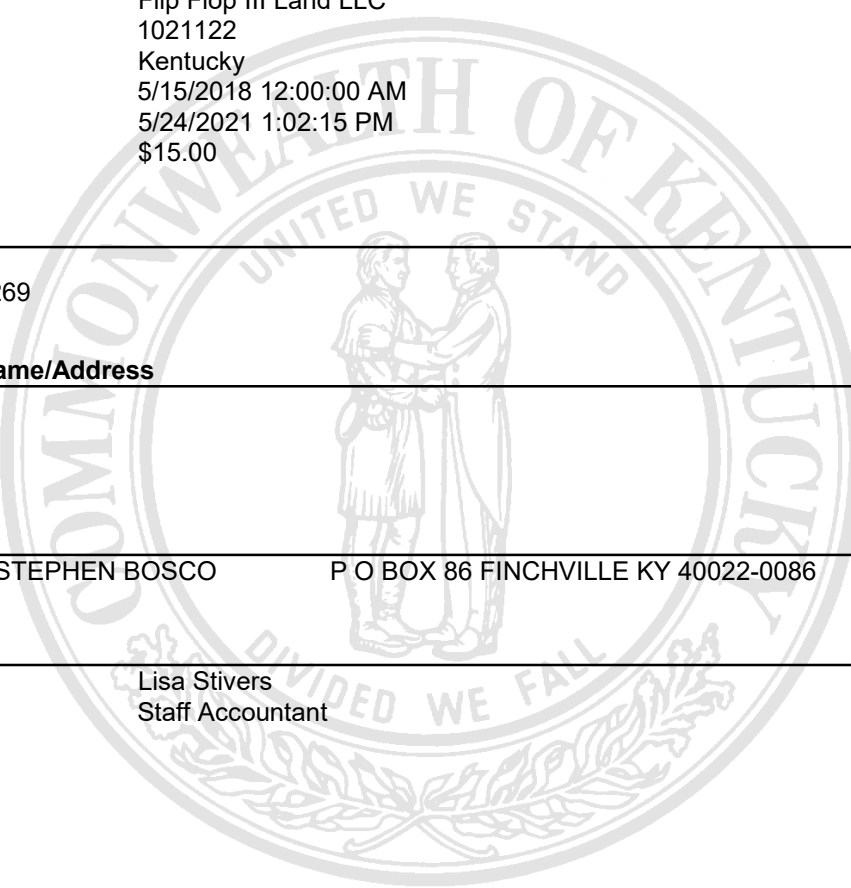 Flip Flop III Land LLC
1021122
Kentucky
5/15/2018 12:00:00 AM
5/24/2021 1:02:15 PM
$15.00
COMMONWEALTH OF KENTUCKY
UNITED WE STAND
269
ame/Address
STEPHEN BOSCO P O BOX 86 FINCHVILLE KY 40022-0086
DIVIDED WE FALL
Lisa Stivers
Staff Accountant